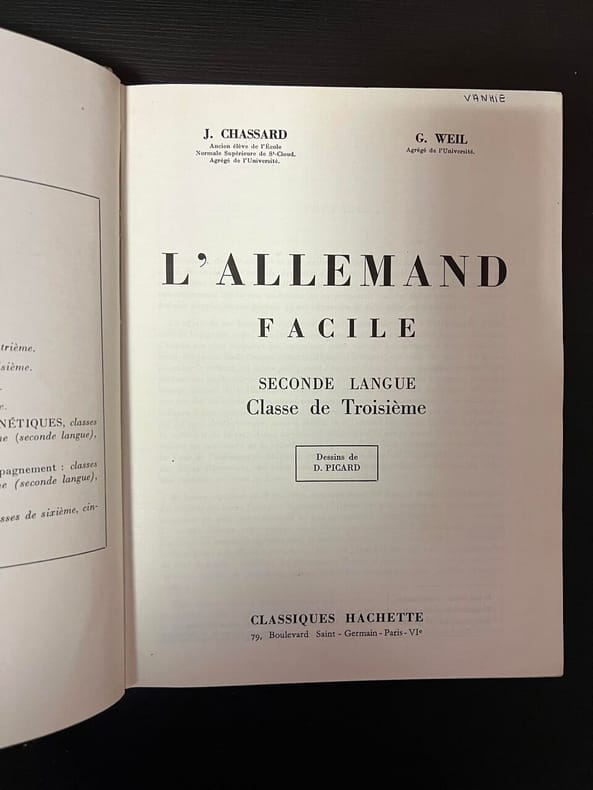 trième.
sième.
e.
NÉTIQUES, classes
e (seconde langue),
pagnement : classes
e (seconde langue),
sses de sixième, cin-
VANHIE
J. CHASSARD
Ancien élève de l'École
Normale Supérieure de St-Cloud.
Agrégé de l'Université.
G. WEIL
Agrégé de l'Université.
L'ALLEMAND
FACILE
SECONDE LANGUE
Classe de Troisième
Dessins de
D. PICARD
CLASSIQUES HACHETTE
79, Boulevard Saint - Germain - Paris - VIe